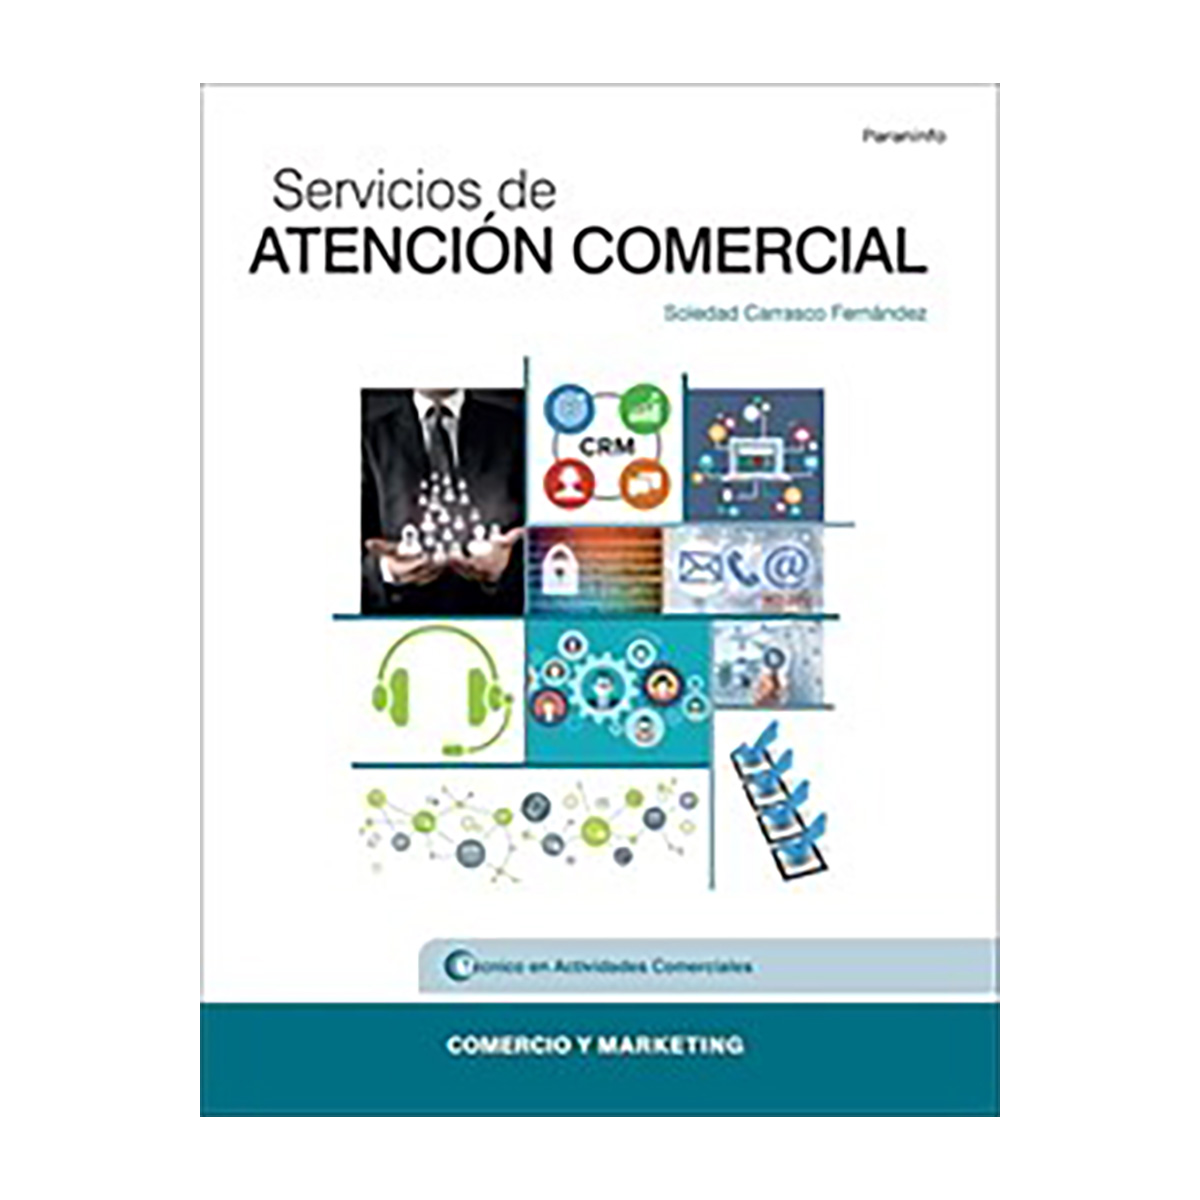 Paraninfo
Servicios de
ATENCIÓN COMERCIAL
Soledad Carrasco Fernández
CRM
@
Técnico en Actividades Comerciales
COMERCIO Y MARKETING